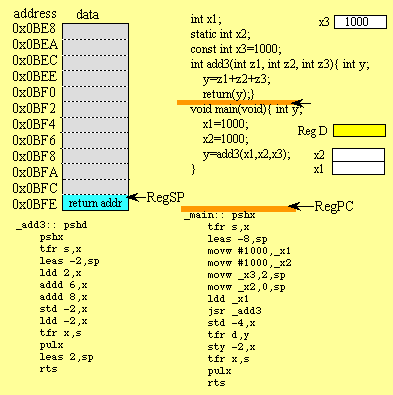 address data
0x0BE8
0x0BEA
0x0BEC
0x0BEE
0x0BF0
0x0BF2
0x0BF4
0x0BF6
0x0BF8
0x0BFA
0x0BFC
0x0BFE return addr
RegSP
int x1;
static int x2;
const int x3=1000;
int add3(int z1, int z2, int z3){ int y;
y=z1+z2+z3;
return(y);}
void main(void){ int y;
x1=1000;
x2=1000;
y=add3(x1,x2,x3);
}
x3 1000
Reg D
x2
x1
RegPC
_add3:: pshd
pshx
tfr s,x
leas -2,sp
ldd 2,x
addd 6,x
addd 8,x
std -2,x
ldd -2,x
tfr x,s
pulx
leas 2,sp
rts
_main:: pshx
tfr s,x
leas -8,sp
movw #1000,_x1
movw #1000,_x2
movw _x3,2,sp
movw _x2,0,sp
ldd _x1
jsr _add3
std -4,x
tfr d,y
sty -2,x
tfr x,s
pulx
rts